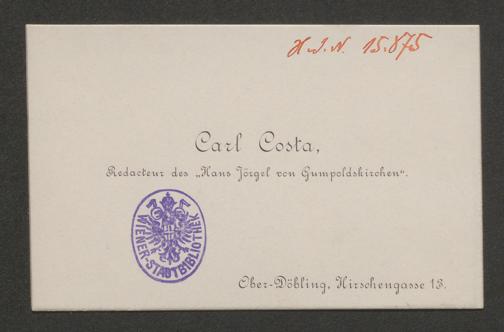 H.I.N. 15.875
Carl Costa,
Redacteur des „Hans Jörgel von Gumpoldskirchen“.
WIENER-STADTBIBLIOTHEK
Ober-Döbling, Hirschengasse 13.